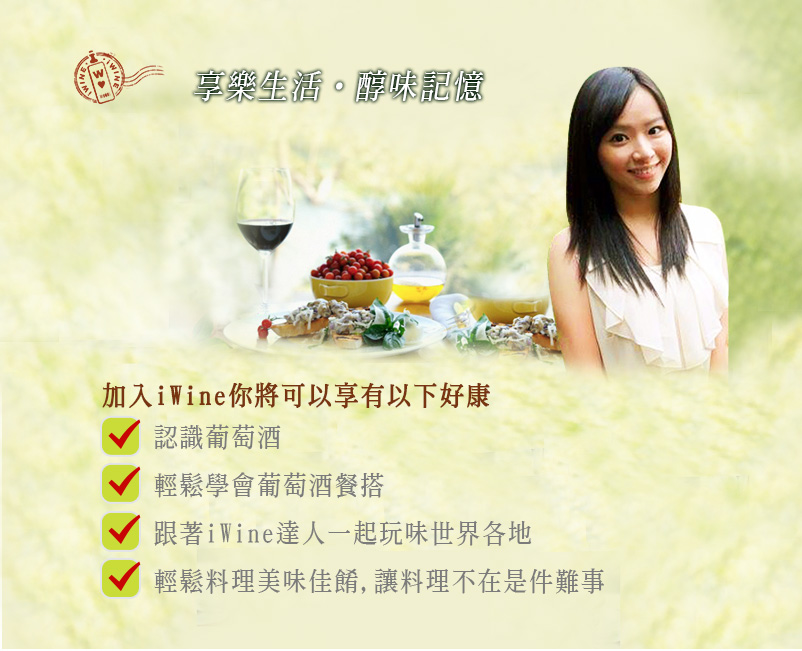 IWINE · IWINE
W
享樂生活·醇味記憶
加入iWine你將可以享有以下好康
認識葡萄酒
輕鬆學會葡萄酒餐搭
跟著iWine達人一起玩味世界各地
輕鬆料理美味佳餚,讓料理不在是件難事